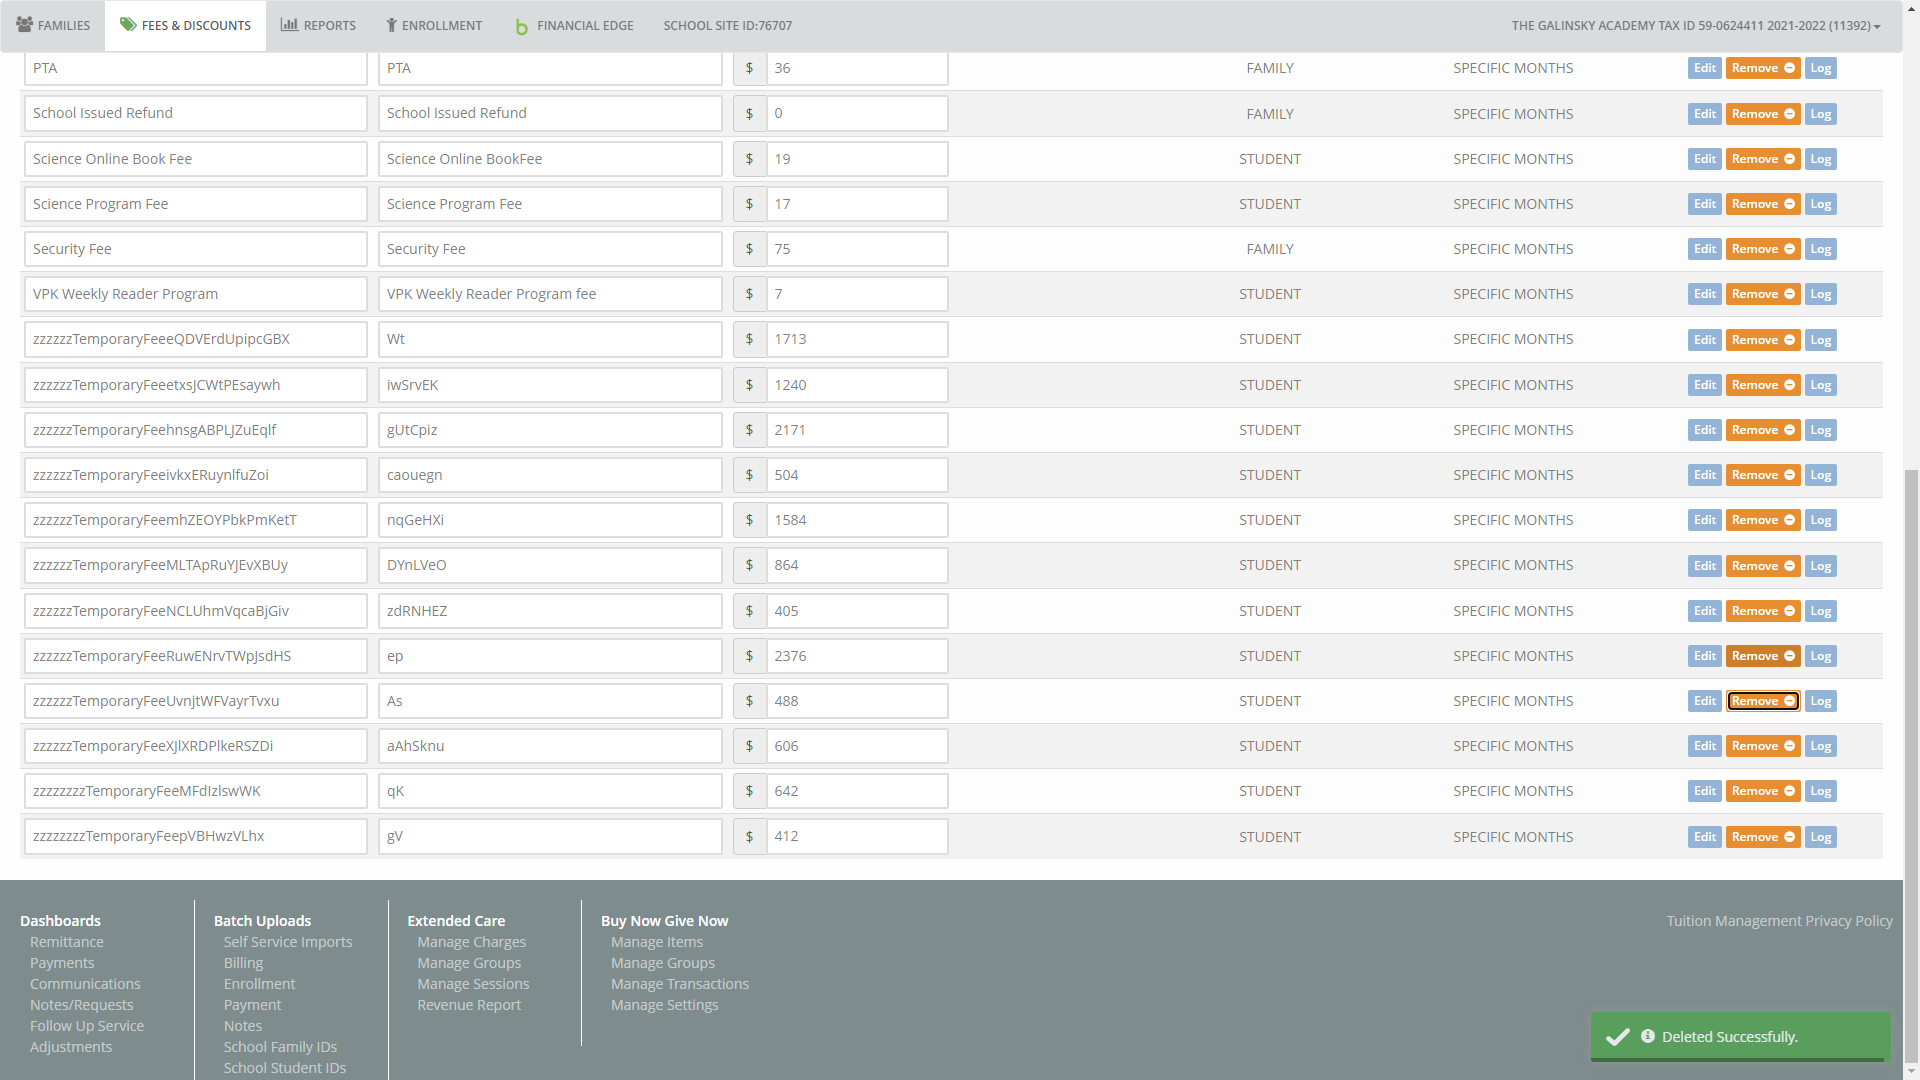 FAMILIES FEES & DISCOUNTS REPORTS ENROLLMENT FINANCIAL EDGE SCHOOL SITE ID:76707 THE GALINSKY ACADEMY TAX ID 59-0624411 2021-2022 (11392)
PTA PTA $ 36 FAMILY SPECIFIC MONTHS Edit Remove Log
School Issued Refund School Issued Refund $ 0 FAMILY SPECIFIC MONTHS Edit Remove Log
Science Online Book Fee Science Online BookFee $ 19 STUDENT SPECIFIC MONTHS Edit Remove Log
Science Program Fee Science Program Fee $ 17 STUDENT SPECIFIC MONTHS Edit Remove Log
Security Fee Security Fee $ 75 FAMILY SPECIFIC MONTHS Edit Remove Log
VPK Weekly Reader Program VPK Weekly Reader Program fee $ 7 STUDENT SPECIFIC MONTHS Edit Remove Log
zzzzzzTemporaryFeeeQDVErdUpipcGBX Wt $ 1713 STUDENT SPECIFIC MONTHS Edit Remove Log
zzzzzzTemporaryFeeetxsJCWtPEsaywh iwSrvEK $ 1240 STUDENT SPECIFIC MONTHS Edit Remove Log
zzzzzzTemporaryFeehnsgABPLJZuEqlf gUtCpiz $ 2171 STUDENT SPECIFIC MONTHS Edit Remove Log
zzzzzzTemporaryFeeivkxERuynlfuZoi caouegn $ 504 STUDENT SPECIFIC MONTHS Edit Remove Log
zzzzzzTemporaryFeemhZEOYPbkPmKetT nqGeHXi $ 1584 STUDENT SPECIFIC MONTHS Edit Remove Log
zzzzzzTemporaryFeeMLTApRuYJEvXBUy DYnLVeO $ 864 STUDENT SPECIFIC MONTHS Edit Remove Log
zzzzzzTemporaryFeeNCLUhmVqcaBjGiv zdRNHEZ $ 405 STUDENT SPECIFIC MONTHS Edit Remove Log
zzzzzzTemporaryFeeRuwENrvTWpJsdHS ep $ 2376 STUDENT SPECIFIC MONTHS Edit Remove Log
zzzzzzTemporaryFeeUvnjtWFVayrTvxu As $ 488 STUDENT SPECIFIC MONTHS Edit Remove Log
zzzzzzTemporaryFeeXJlXRDPlkeRSZDi aAhSknu $ 606 STUDENT SPECIFIC MONTHS Edit Remove Log
zzzzzzzzTemporaryFeeMFdIzlswWK qK $ 642 STUDENT SPECIFIC MONTHS Edit Remove Log
zzzzzzzzTemporaryFeepVBHwzVLhx gV $ 412 STUDENT SPECIFIC MONTHS Edit Remove Log
Dashboards
Remittance
Payments
Communications
Notes/Requests
Follow Up Service
Adjustments
Batch Uploads
Self Service Imports
Billing
Enrollment
Payment
Notes
School Family IDs
School Student IDs
Extended Care
Manage Charges
Manage Groups
Manage Sessions
Revenue Report
Buy Now Give Now
Manage Items
Manage Groups
Manage Transactions
Manage Settings
Tuition Management Privacy Policy
Deleted Successfully.